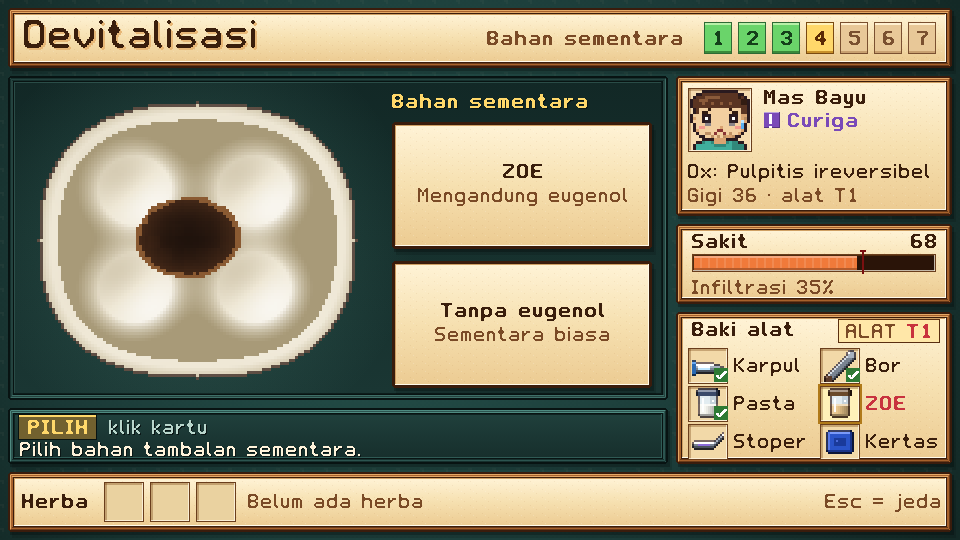 Devitalisasi
Bahan sementara 1 2 3 4 5 6 7
Bahan sementara
ZOE
Mengandung eugenol
Tanpa eugenol
Sementara biasa
PILIH klik kartu
Pilih bahan tambalan sementara.
Mas Bayu
! Curiga
Dx: Pulpitis ireversibel
Gigi 36 · alat T1
Sakit 68
Infiltrasi 35%
Baki alat ALAT T1
Karpul Bor
Pasta ZOE
Stoper Kertas
Herba Belum ada herba Esc = jeda